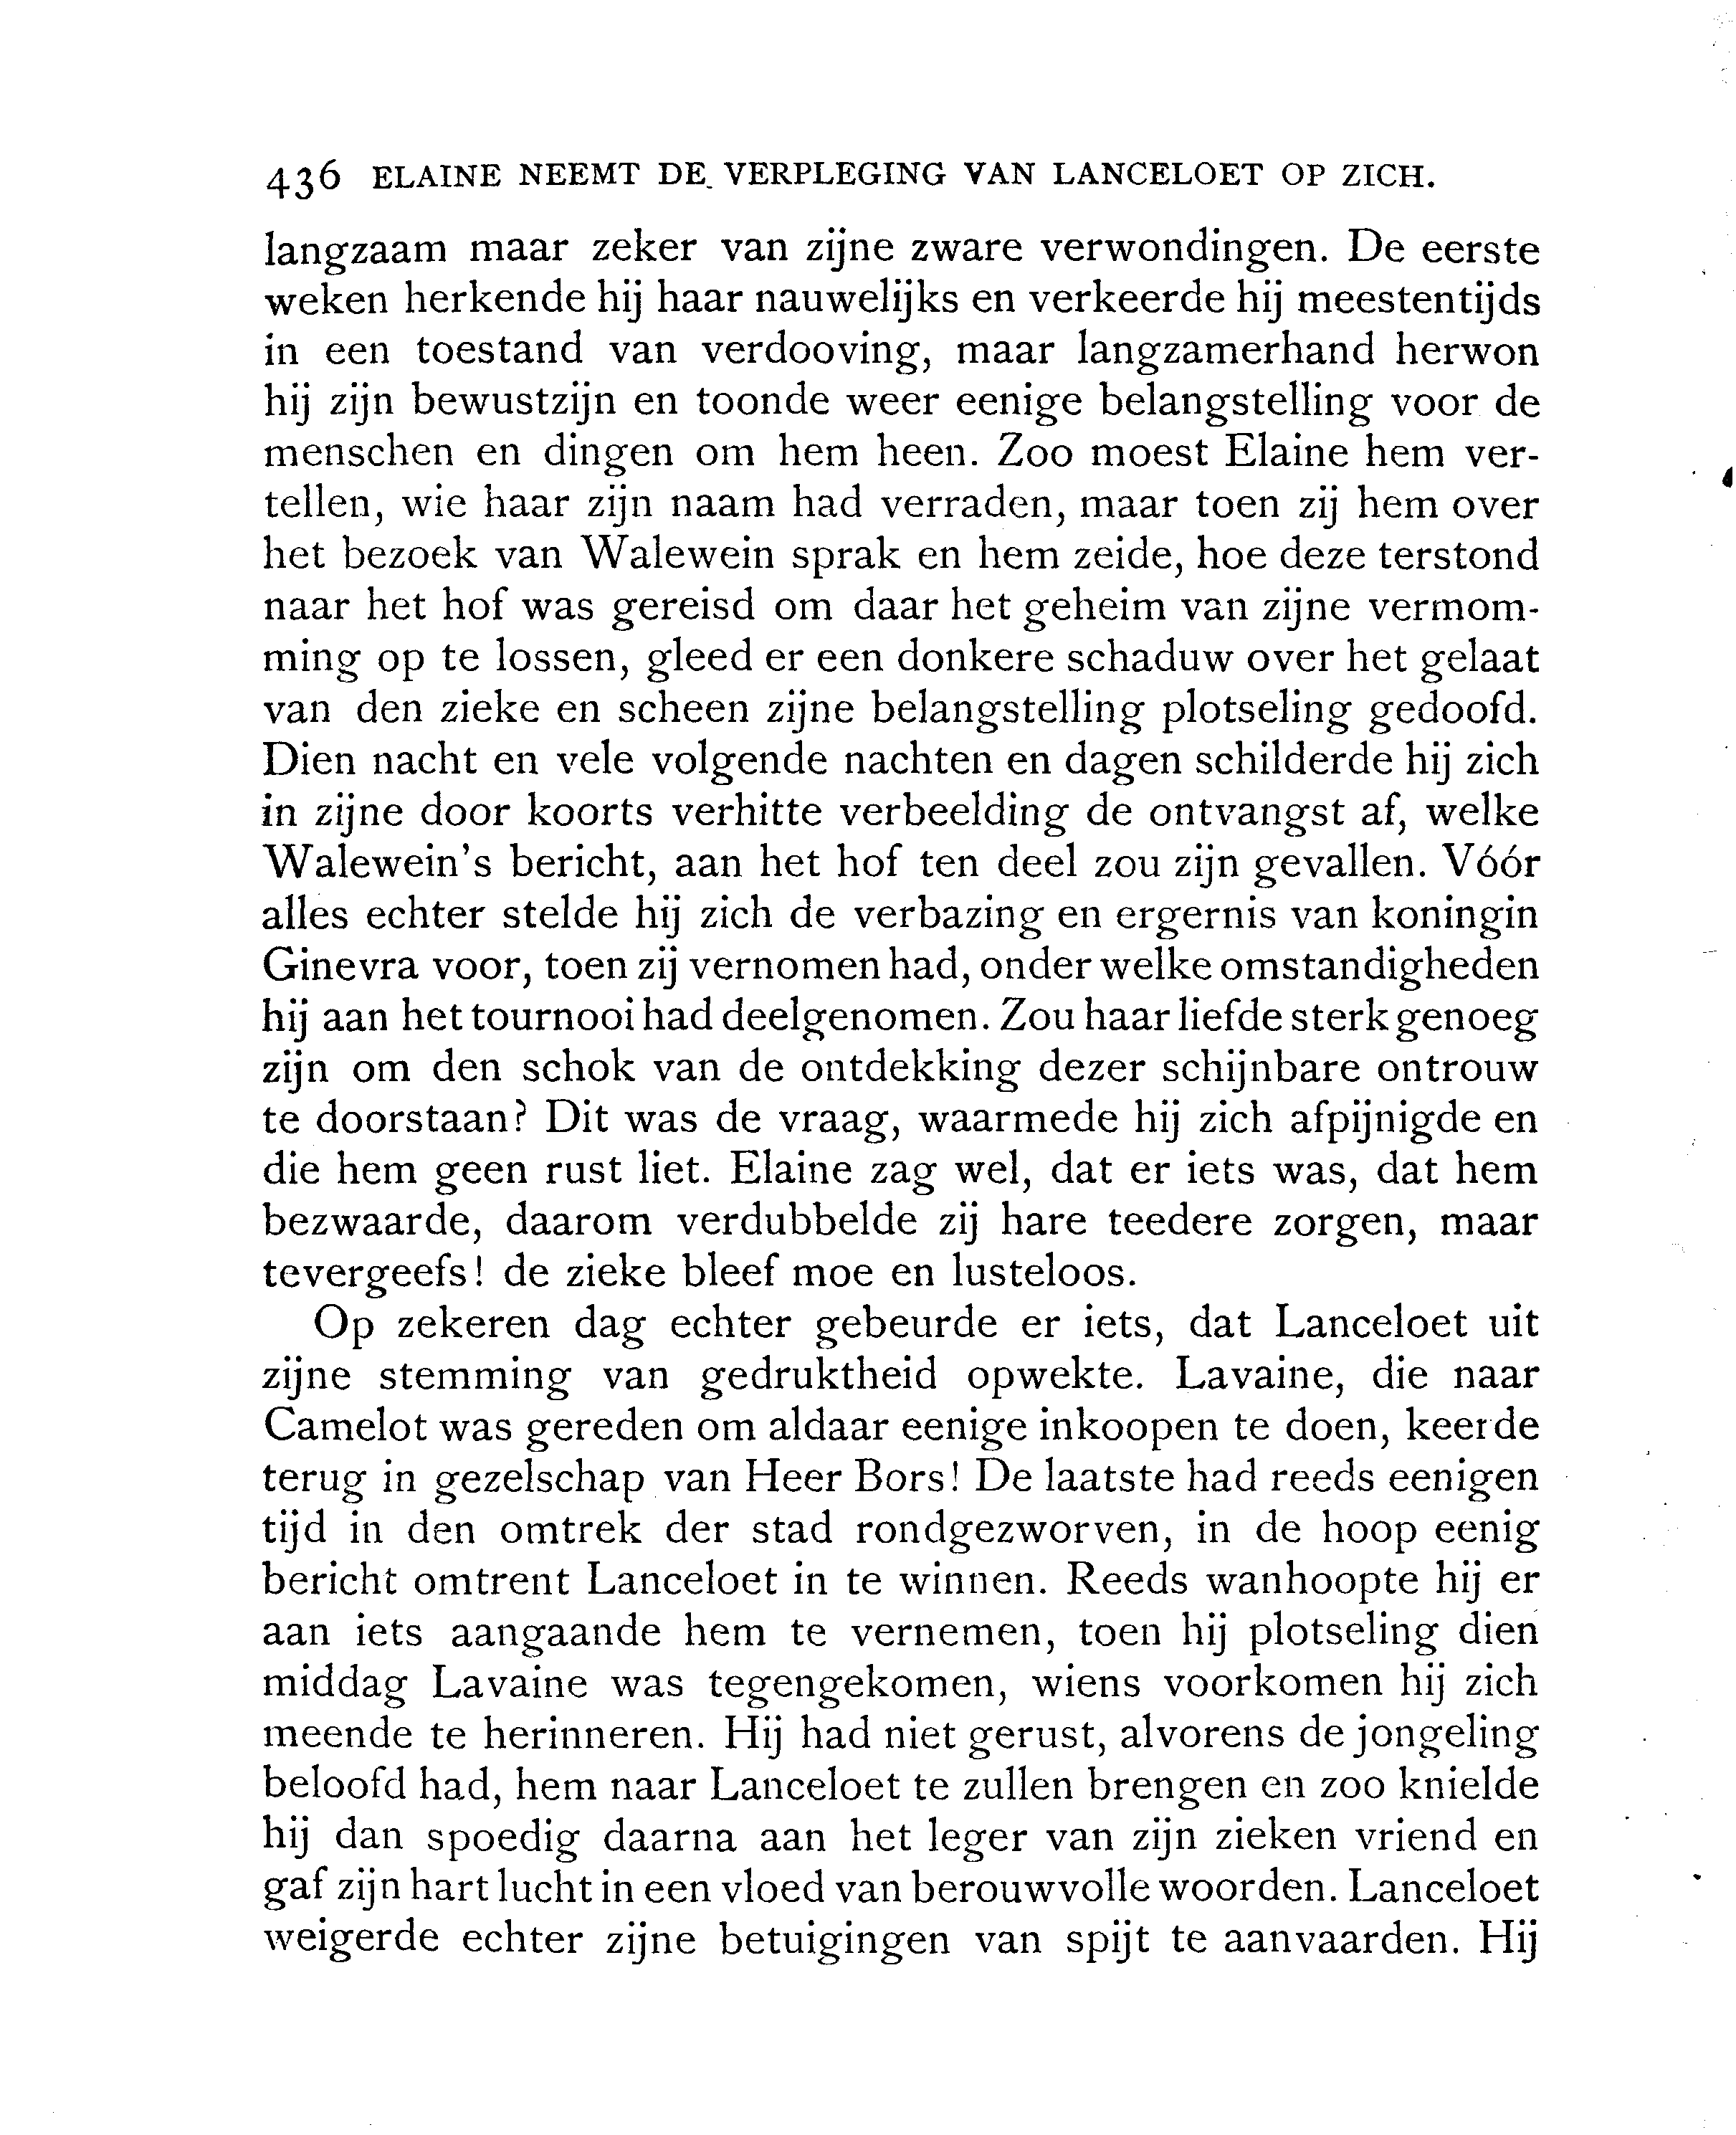 436 ELAINE NEEMT DE VERPLEGING VAN LANCELOET OP ZICH.
langzaam maar zeker van zijne zware verwondingen. De eerste
weken herkende hij haar nauwelijks en verkeerde hij meestentijds
in een toestand van verdooving, maar langzamerhand herwon
hij zijn bewustzijn en toonde weer eenige belangstelling voor de
menschen en dingen om hem heen. Zoo moest Elaine hem ver-
tellen, wie haar zijn naam had verraden, maar toen zij hem over
het bezoek van Walewein sprak en hem zeide, hoe deze terstond
naar het hof was gereisd om daar het geheim van zijne vermom-
ming op te lossen, gleed er een donkere schaduw over het gelaat
van den zieke en scheen zijne belangstelling plotseling gedoofd.
Dien nacht en vele volgende nachten en dagen schilderde hij zich
in zijne door koorts verhitte verbeelding de ontvangst af, welke
Walewein's bericht, aan het hof ten deel zou zijn gevallen. Vóór
alles echter stelde hij zich de verbazing en ergernis van koningin
Ginevra voor, toen zij vernomen had, onder welke omstandigheden
hij aan het tournooi had deelgenomen. Zou haar liefde sterk genoeg
zijn om den schok van de ontdekking dezer schijnbare ontrouw
te doorstaan? Dit was de vraag, waarmede hij zich afpijnigde en
die hem geen rust liet. Elaine zag wel, dat er iets was, dat hem
bezwaarde, daarom verdubbelde zij hare teedere zorgen, maar
tevergeefs! de zieke bleef moe en lusteloos.
Op zekeren dag echter gebeurde er iets, dat Lanceloet uit
zijne stemming van gedruktheid opwekte. Lavaine, die naar
Camelot was gereden om aldaar eenige inkoopen te doen, keerde
terug in gezelschap van Heer Bors! De laatste had reeds eenigen
tijd in den omtrek der stad rondgezworven, in de hoop eenig
bericht omtrent Lanceloet in te winnen. Reeds wanhoopte hij er
aan iets aangaande hem te vernemen, toen hij plotseling dien
middag Lavaine was tegengekomen, wiens voorkomen hij zich
meende te herinneren. Hij had niet gerust, alvorens de jongeling
beloofd had, hem naar Lanceloet te zullen brengen en zoo knielde
hij dan spoedig daarna aan het leger van zijn zieken vriend en
gaf zijn hart lucht in een vloed van berouwvolle woorden. Lanceloet
weigerde echter zijne betuigingen van spijt te aanvaarden. Hij